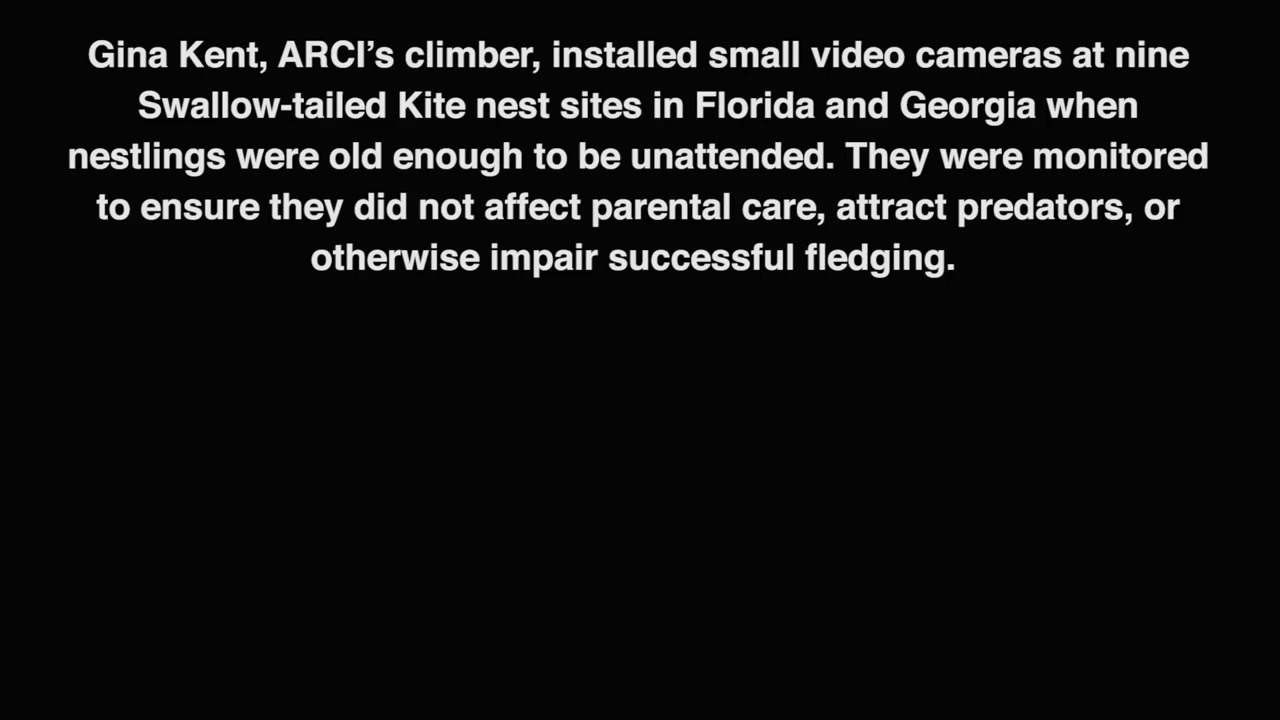 Gina Kent, ARCI’s climber, installed small video cameras at nine
Swallow-tailed Kite nest sites in Florida and Georgia when
nestlings were old enough to be unattended. They were monitored
to ensure they did not affect parental care, attract predators, or
otherwise impair successful fledging.